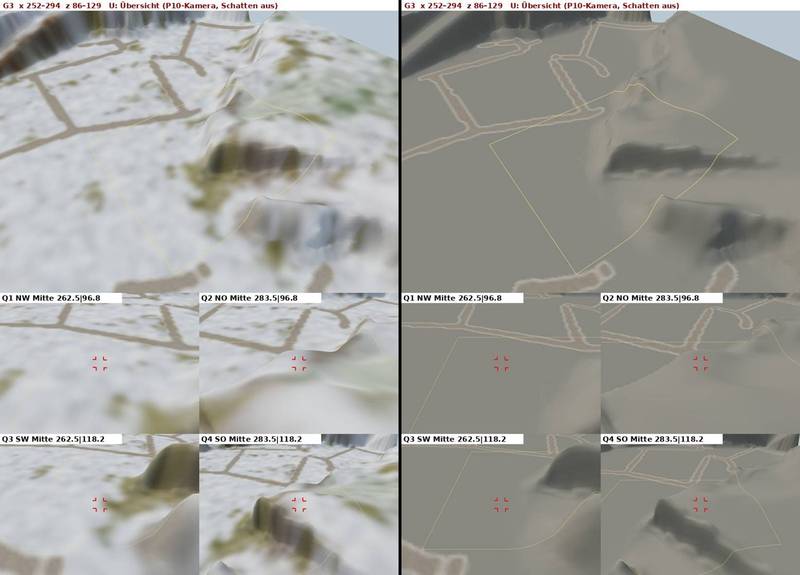 G3 x 252–294 z 86–129 U: Übersicht (P10-Kamera, Schatten aus)
G3 x 252–294 z 86–129 U: Übersicht (P10-Kamera, Schatten aus)
Q1 NW Mitte 262.5|96.8
Q2 NO Mitte 283.5|96.8
Q1 NW Mitte 262.5|96.8
Q2 NO Mitte 283.5|96.8
Q3 SW Mitte 262.5|118.2
Q4 SO Mitte 283.5|118.2
Q3 SW Mitte 262.5|118.2
Q4 SO Mitte 283.5|118.2